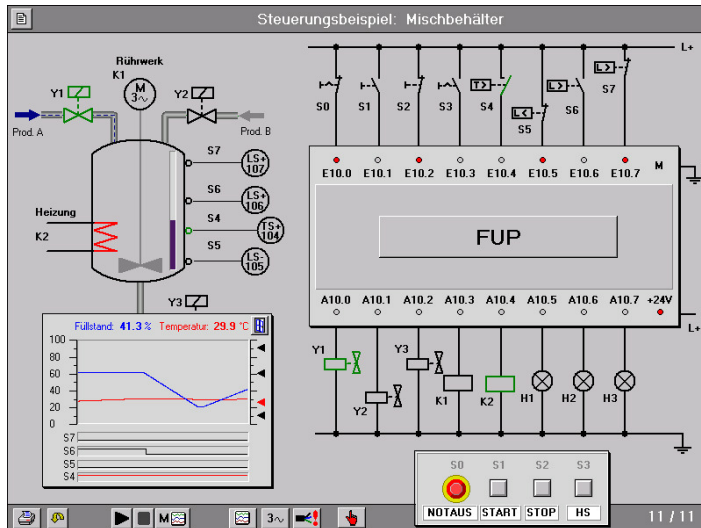 Steuerungsbeispiel: Mischbehälter
Rührwerk
K1
M
3~
Y1
Y2
Prod. A
Prod. B
S7
LS+
107
S6
LS+
106
S4
TS+
104
S5
LS-
105
Heizung
K2
Y3
L+
S0
S1
S2
S3
T>
S4
L<
S5
L>
S6
L>
S7
E10.0 E10.1 E10.2 E10.3 E10.4 E10.5 E10.6 E10.7 M
FUP
A10.0 A10.1 A10.2 A10.3 A10.4 A10.5 A10.6 A10.7 +24V
L+
Y1
Y2
Y3
K1
K2
H1
H2
H3
Füllstand: 41.3 % Temperatur: 29.9 °C
100
80
60
40
20
0
S7
S6
S5
S4
S0 S1 S2 S3
NOTAUS START STOP HS
M
3~
11 / 11